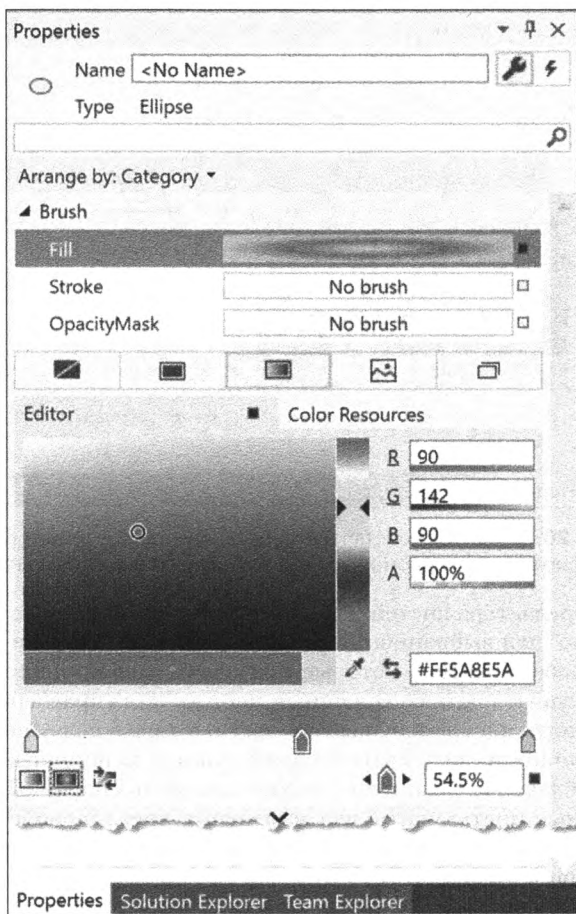 Properties
Name <No Name>
Type Ellipse
Arrange by: Category
Brush
Fill
Stroke No brush
OpacityMask No brush
Editor Color Resources
R 90
G 142
B 90
A 100%
#FF5A8E5A
54.5%
Properties Solution Explorer Team Explorer